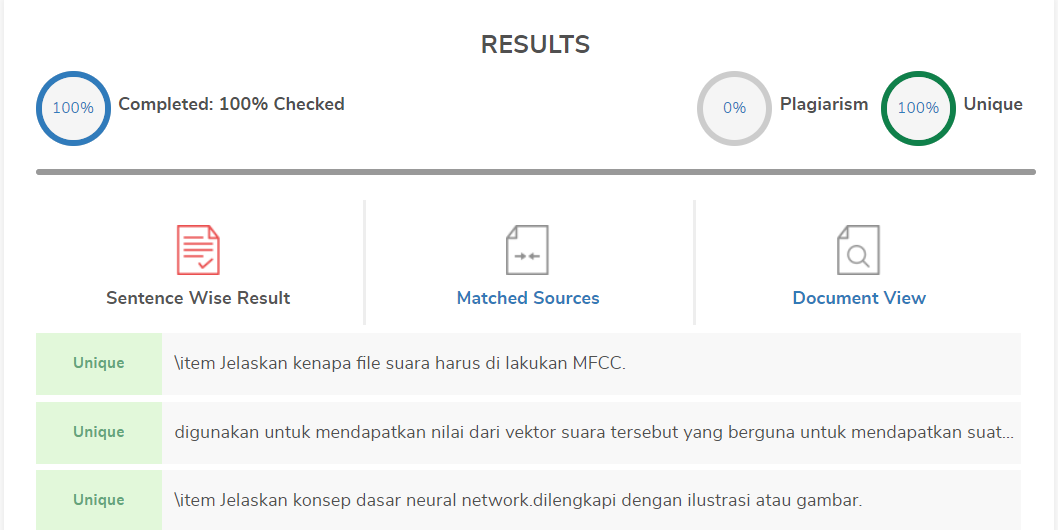 RESULTS
100% Completed: 100% Checked 0% Plagiarism 100% Unique
Sentence Wise Result Matched Sources Document View
Unique \item Jelaskan kenapa file suara harus di lakukan MFCC.
Unique digunakan untuk mendapatkan nilai dari vektor suara tersebut yang berguna untuk mendapatkan suat...
Unique \item Jelaskan konsep dasar neural network.dilengkapi dengan ilustrasi atau gambar.